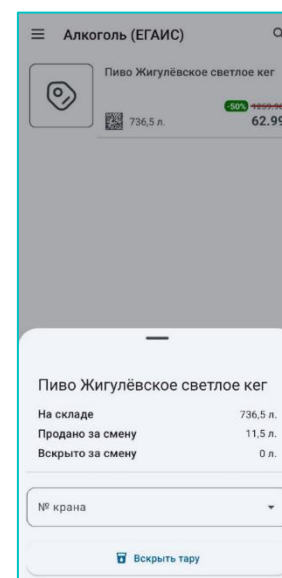 Алкоголь (ЕГАИС)
Пиво Жигулёвское светлое кег
-50%
736,5 л.
62.99
Пиво Жигулёвское светлое кег
На складе 736,5 л.
Продано за смену 11,5 л.
Вскрыто за смену 0 л.
№ крана
Вскрыть тару